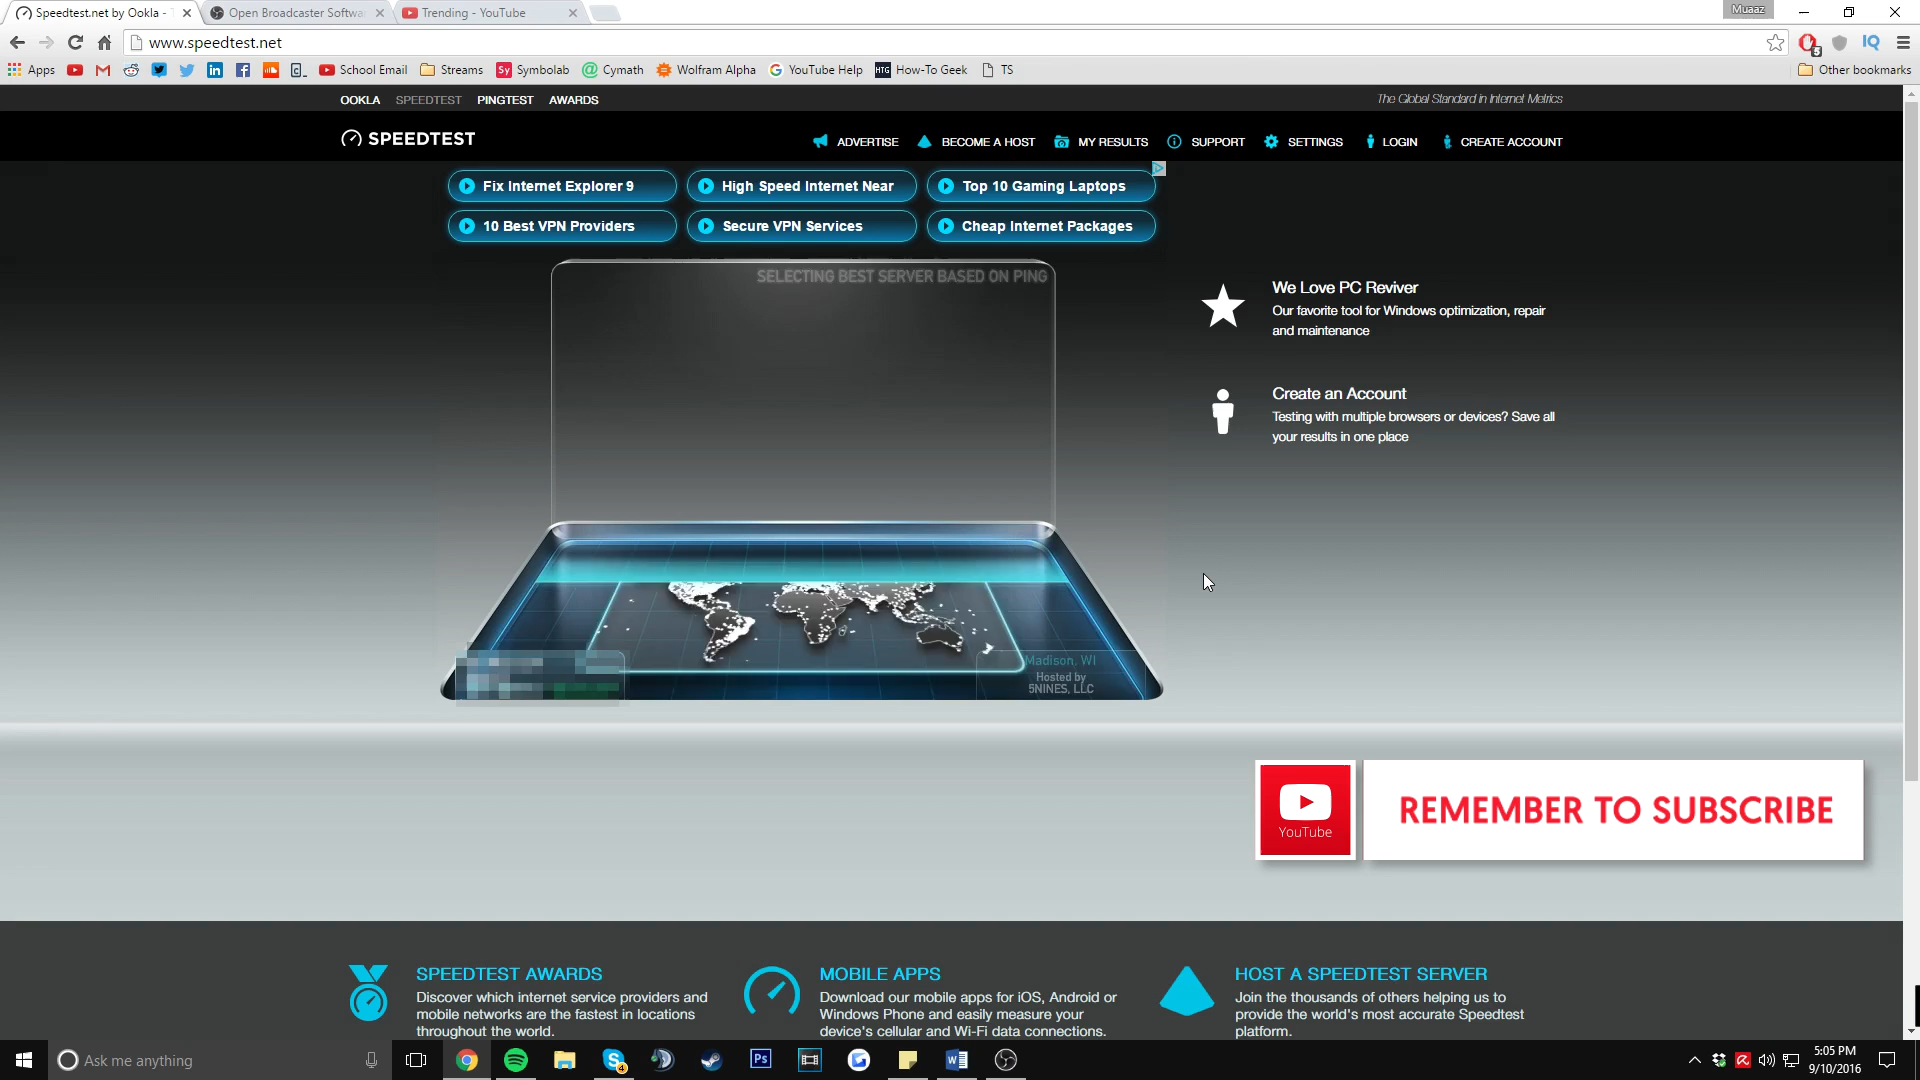 Speedtest.net by Ookla - T
Open Broadcaster Softwa
Trending - YouTube
Muaaz
www.speedtest.net
5
IQ
Apps
School Email
Streams
Sy Symbolab
@ Cymath
Wolfram Alpha
G YouTube Help
HTG How-To Geek
TS
Other bookmarks
OOKLA SPEEDTEST PINGTEST AWARDS
The Global Standard in Internet Metrics
SPEEDTEST
ADVERTISE BECOME A HOST MY RESULTS SUPPORT SETTINGS LOGIN CREATE ACCOUNT
Fix Internet Explorer 9
High Speed Internet Near
Top 10 Gaming Laptops
10 Best VPN Providers
Secure VPN Services
Cheap Internet Packages
SELECTING BEST SERVER BASED ON PING
We Love PC Reviver
Our favorite tool for Windows optimization, repair
and maintenance
Create an Account
Testing with multiple browsers or devices? Save all
your results in one place
Madison, WI
Hosted by
5NINES, LLC
YouTube
REMEMBER TO SUBSCRIBE
SPEEDTEST AWARDS
Discover which internet service providers and
mobile networks are the fastest in locations
throughout the world.
MOBILE APPS
Download our mobile apps for iOS, Android or
Windows Phone and easily measure your
device's cellular and Wi-Fi data connections.
HOST A SPEEDTEST SERVER
Join the thousands of others helping us to
provide the world's most accurate Speedtest
platform.
Ask me anything
4
Ps
5:05 PM
9/10/2016